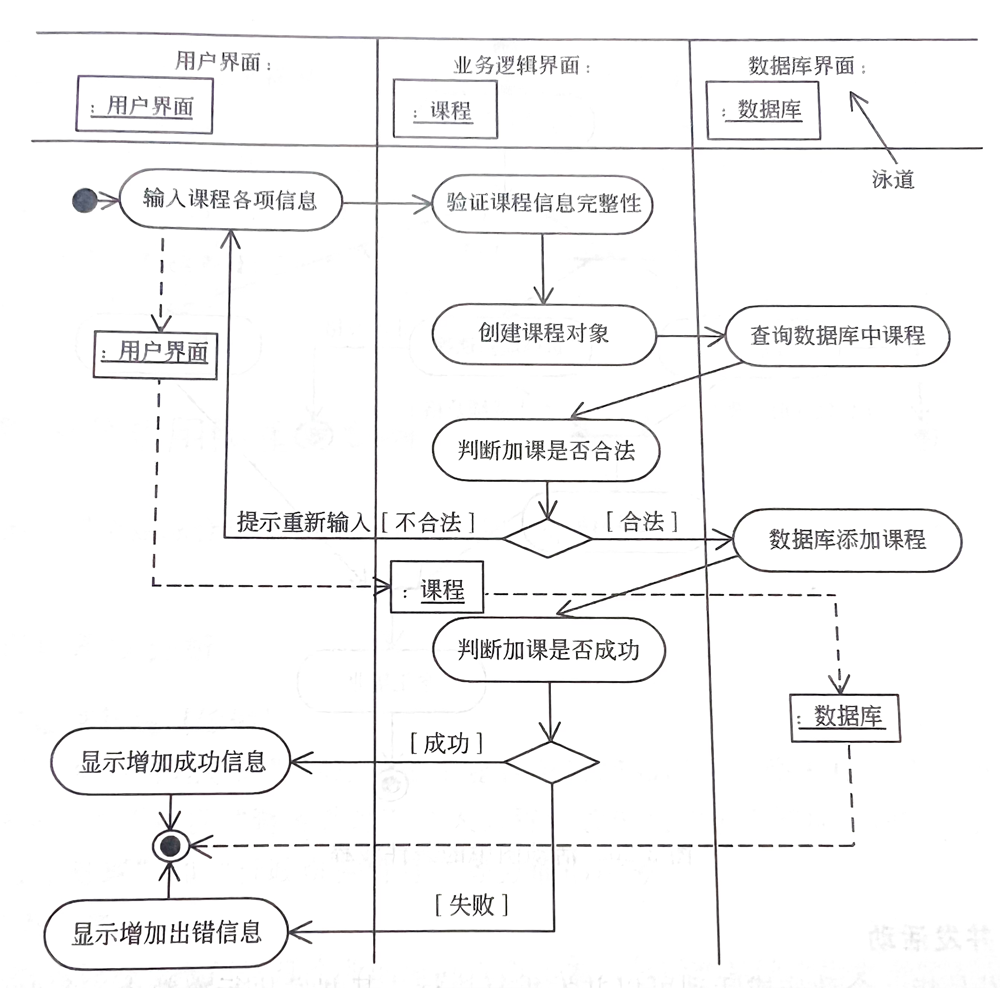 用户界面：
业务逻辑界面：
数据库界面：
：用户界面
：课程
：数据库
泳道
输入课程各项信息
验证课程信息完整性
：用户界面
创建课程对象
查询数据库中课程
判断加课是否合法
提示重新输入［不合法］
［合法］
数据库添加课程
：课程
判断加课是否成功
：数据库
［成功］
显示增加成功信息
［失败］
显示增加出错信息